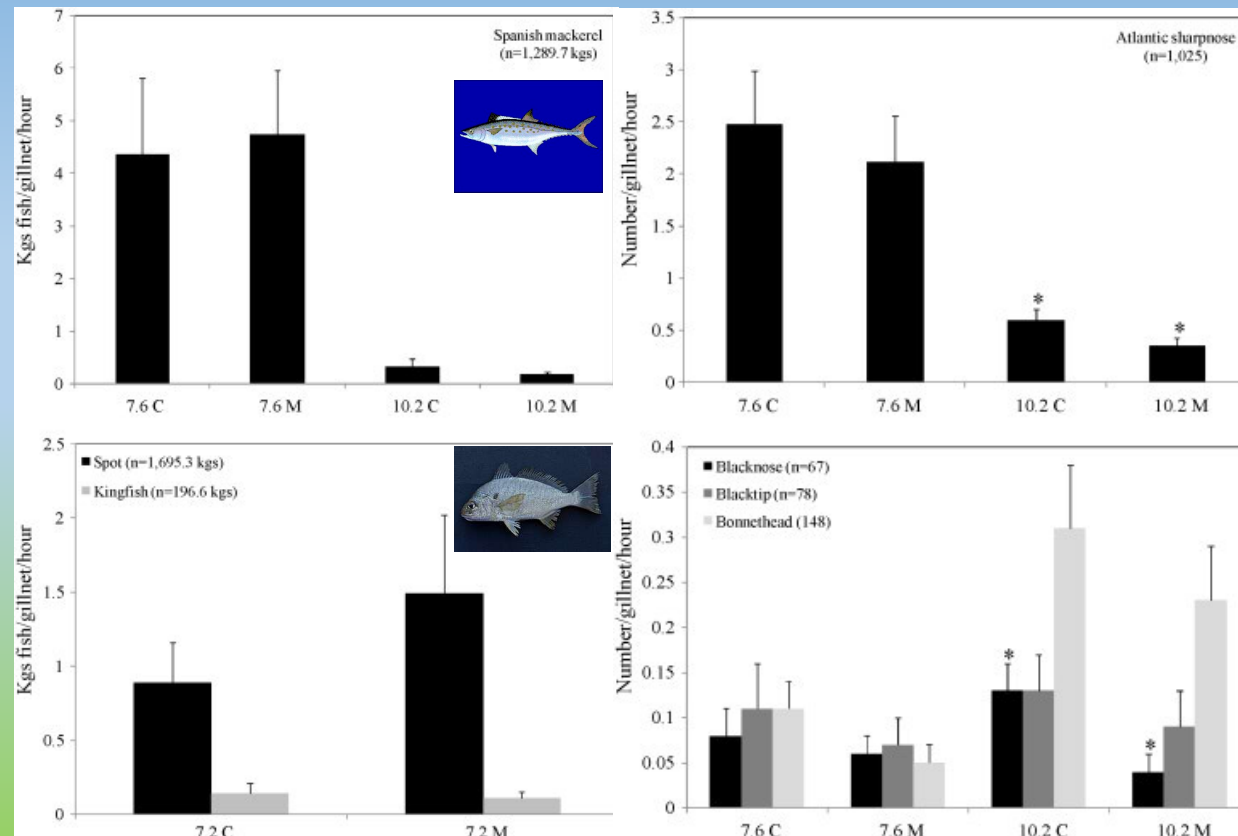 7
6
5
4
3
2
1
0
Kgs fish/gillnet/hour
Spanish mackerel
(n=1,289.7 kgs)
7.6 C 7.6 M 10.2 C 10.2 M
3.5
3
2.5
2
1.5
1
0.5
0
Number/gillnet/hour
Atlantic sharpnose
(n=1,025)
* *
7.6 C 7.6 M 10.2 C 10.2 M
2.5
2
1.5
1
0.5
0
Kgs fish/gillnet/hour
Spot (n=1,695.3 kgs)
Kingfish (n=196.6 kgs)
7.2 C 7.2 M
0.4
0.35
0.3
0.25
0.2
0.15
0.1
0.05
0
Number/gillnet/hour
Blacknose (n=67)
Blacktip (n=78)
Bonnethead (148)
* *
7.6 C 7.6 M 10.2 C 10.2 M